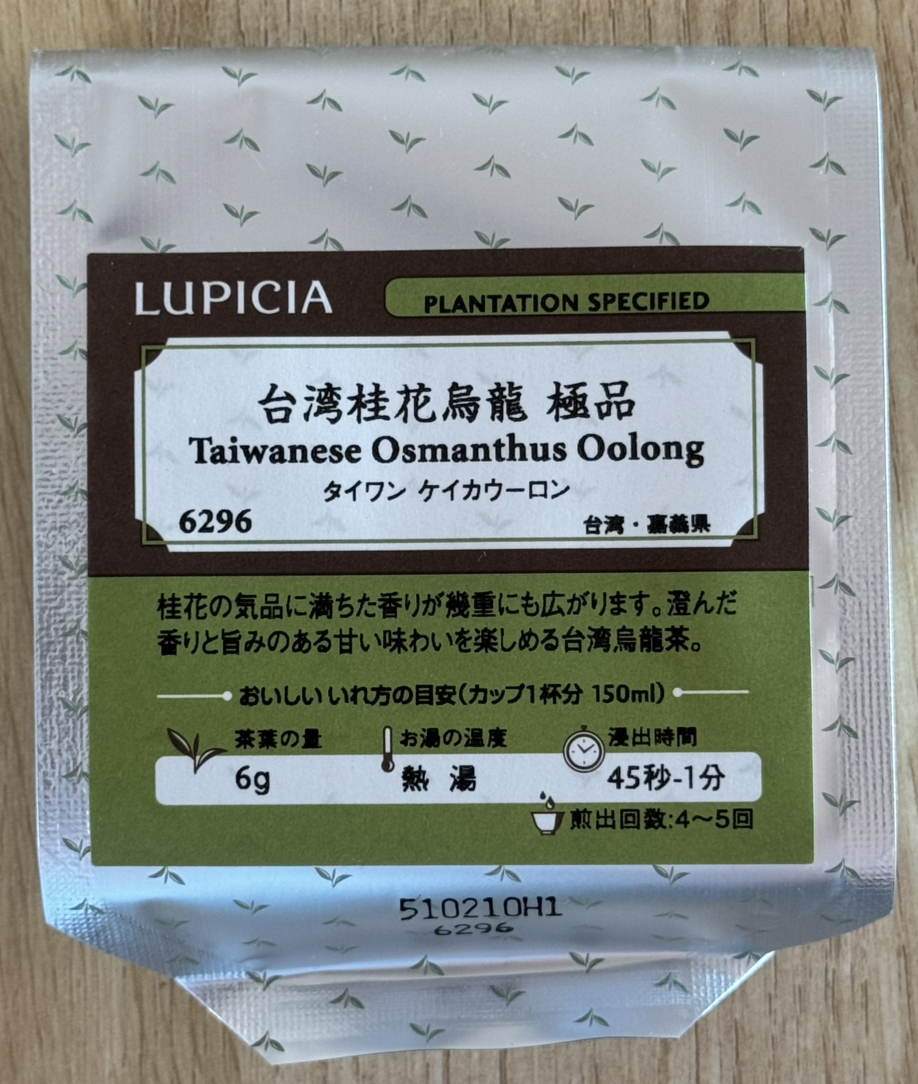 LUPICIA
PLANTATION SPECIFIED
台湾桂花烏龍 極品
Taiwanese Osmanthus Oolong
タイワン ケイカウーロン
6296
台湾・嘉義県
桂花の気品に満ちた香りが幾重にも広がります。澄んだ
香りと旨みのある甘い味わいを楽しめる台湾烏龍茶。
おいしい いれ方の目安(カップ1杯分 150ml)
茶葉の量 お湯の温度 浸出時間
6g 熱 湯 45秒-1分
煎出回数:4〜5回
510210H1
6296